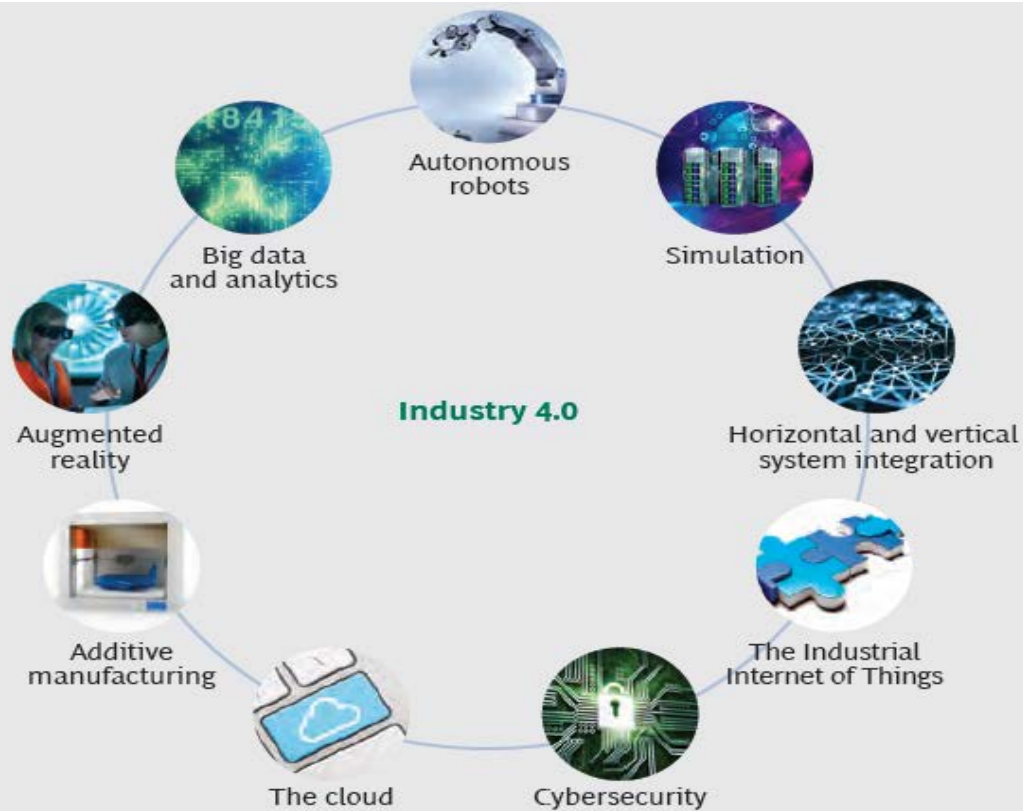 Autonomous
robots
Simulation
Horizontal and vertical
system integration
The Industrial
Internet of Things
Cybersecurity
The cloud
Additive
manufacturing
Augmented
reality
Big data
and analytics
Industry 4.0